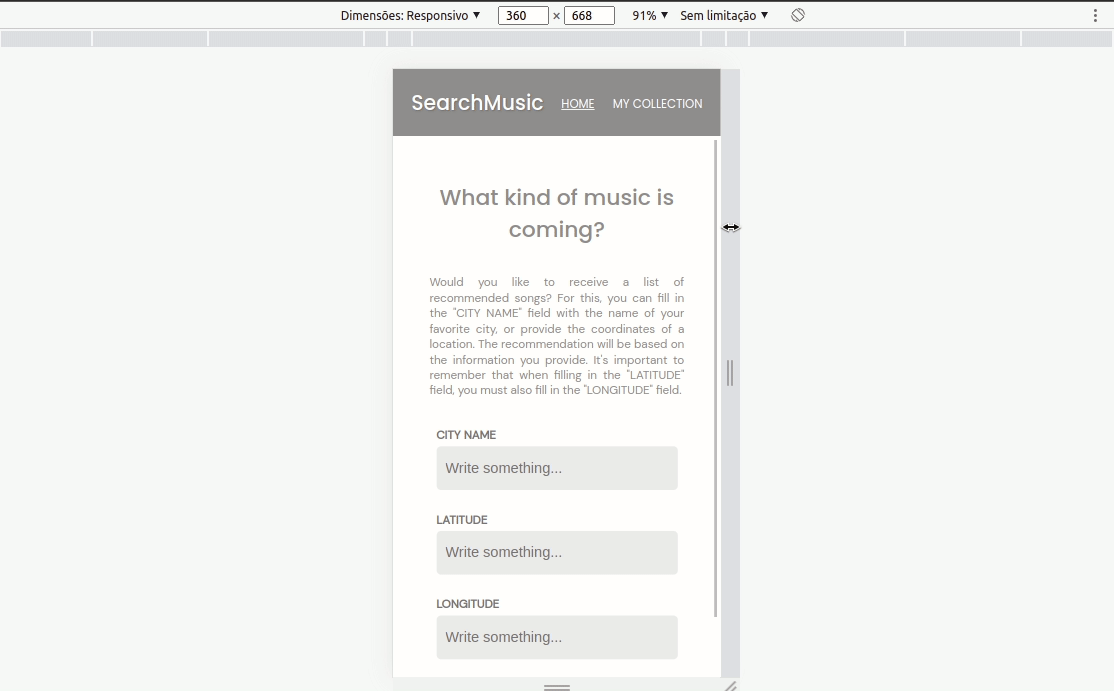 Dimensões: Responsivo ▼ 360 × 668 91% ▼ Sem limitação ▼
SearchMusic HOME MY COLLECTION
What kind of music is
coming?
Would you like to receive a list of
recommended songs? For this, you can fill in
the "CITY NAME" field with the name of your
favorite city, or provide the coordinates of a
location. The recommendation will be based on
the information you provide. It's important to
remember that when filling in the "LATITUDE"
field, you must also fill in the "LONGITUDE" field.
CITY NAME
Write something...
LATITUDE
Write something...
LONGITUDE
Write something...